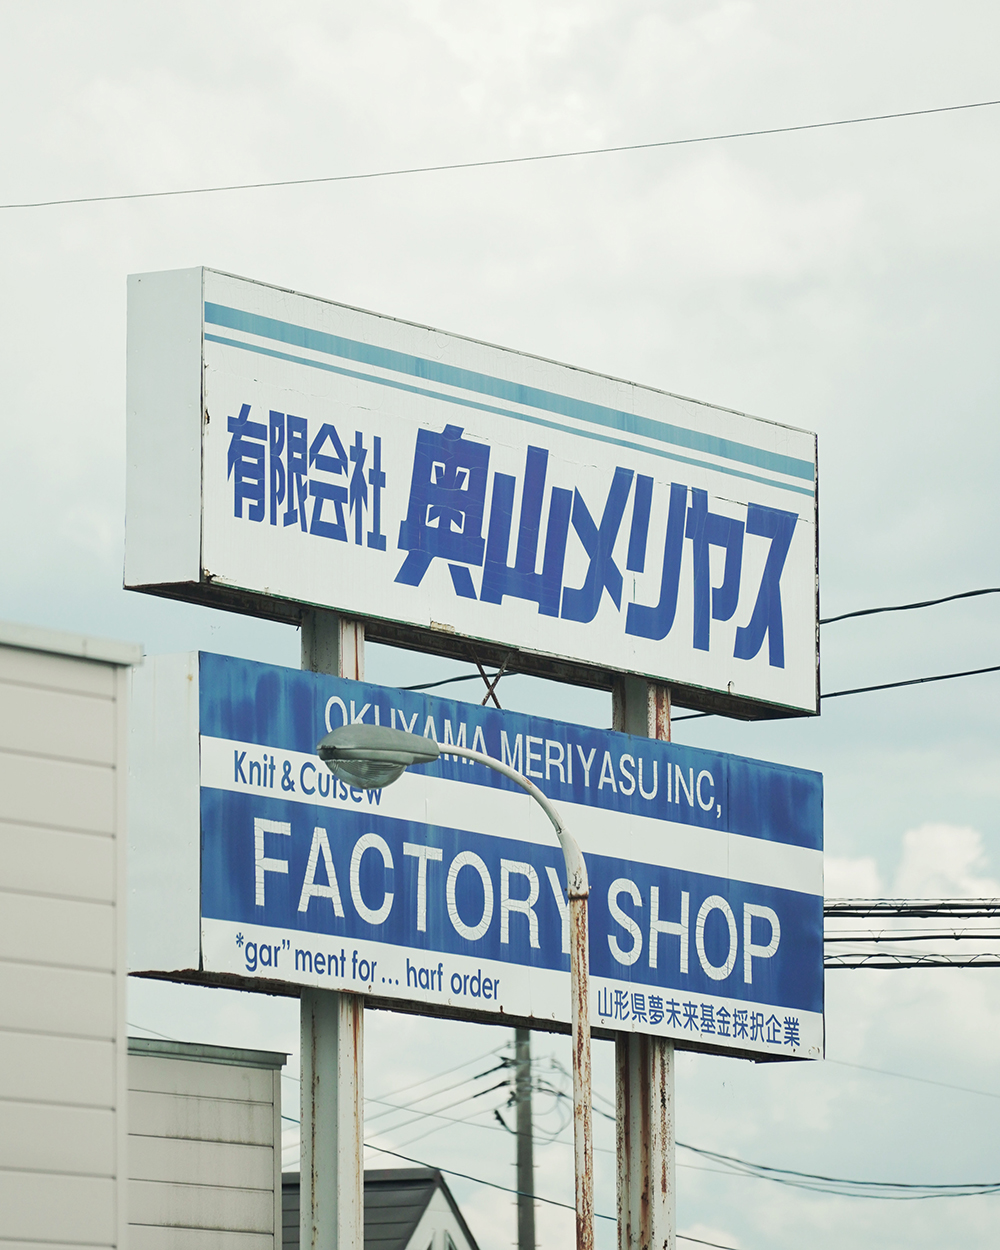 有限会社 奥山メリヤス
OKUYAMA MERIYASU INC,
Knit & Cutsew
FACTORY SHOP
*gar” ment for... harf order
山形県夢未来基金採択企業